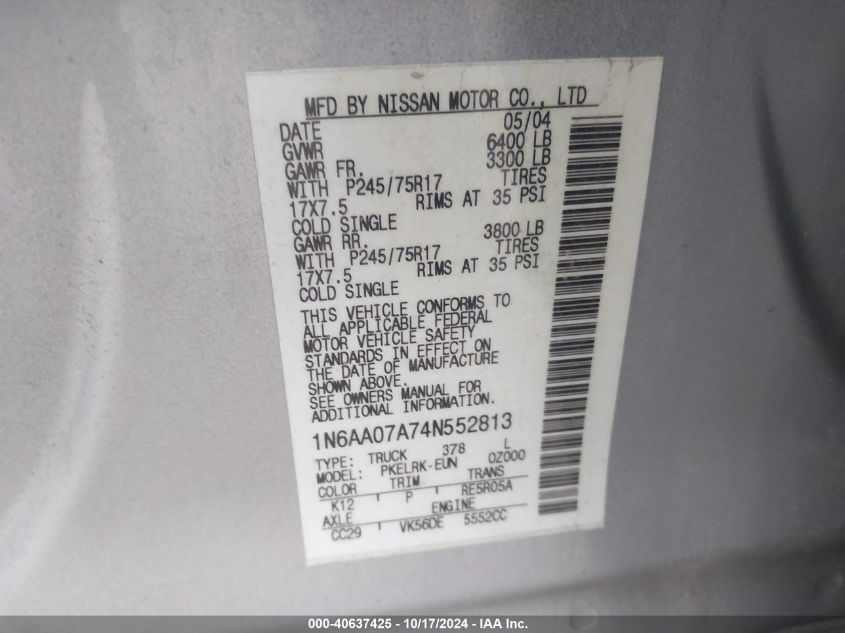 MFD BY NISSAN MOTOR CO., LTD
DATE 05/04
GVWR 6400 LB
GAWR FR. 3300 LB
WITH P245/75R17 TIRES
17X7.5 RIMS AT 35 PSI
COLD SINGLE
GAWR RR. 3800 LB
WITH P245/75R17 TIRES
17X7.5 RIMS AT 35 PSI
COLD SINGLE
THIS VEHICLE CONFORMS TO
ALL APPLICABLE FEDERAL
MOTOR VEHICLE SAFETY
STANDARDS IN EFFECT ON
THE DATE OF MANUFACTURE
SHOWN ABOVE.
SEE OWNERS MANUAL FOR
ADDITIONAL INFORMATION.
1N6AA07A74N552813
TYPE: TRUCK 378 L
MODEL: PKELRK-EUN 0Z000
COLOR TRIM TRANS
K12 P RE5R05A
AXLE ENGINE
CC29 VK56DE 5552CC
000-40637425 - 10/17/2024 - IAA Inc.